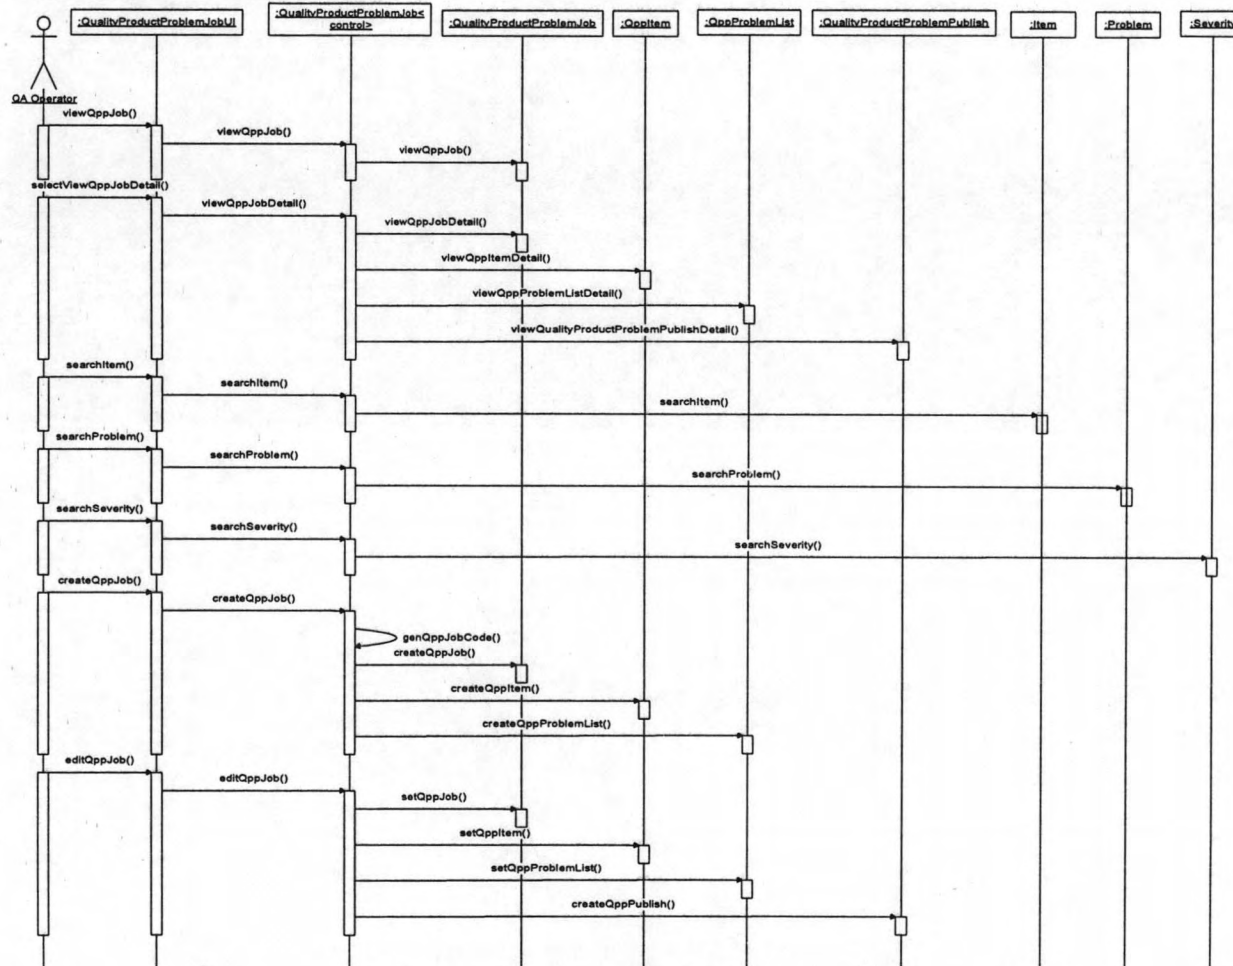 :QualityProductProblemJobUI
:QualityProductProblemJob<
control>
:QualityProductProblemJob
:QppItem
:QppProblemList
:QualityProductProblemPublish
:Item
:Problem
:Severity
QA Operator
viewQppJob()
viewQppJob()
viewQppJob()
selectViewQppJobDetail()
viewQppJobDetail()
viewQppJobDetail()
viewQppItemDetail()
viewQppProblemListDetail()
viewQualityProductProblemPublishDetail()
searchItem()
searchItem()
searchItem()
searchProblem()
searchProblem()
searchProblem()
searchSeverity()
searchSeverity()
searchSeverity()
createQppJob()
createQppJob()
genQppJobCode()
createQppJob()
createQppItem()
createQppProblemList()
editQppJob()
editQppJob()
setQppJob()
setQppItem()
setQppProblemList()
createQppPublish()